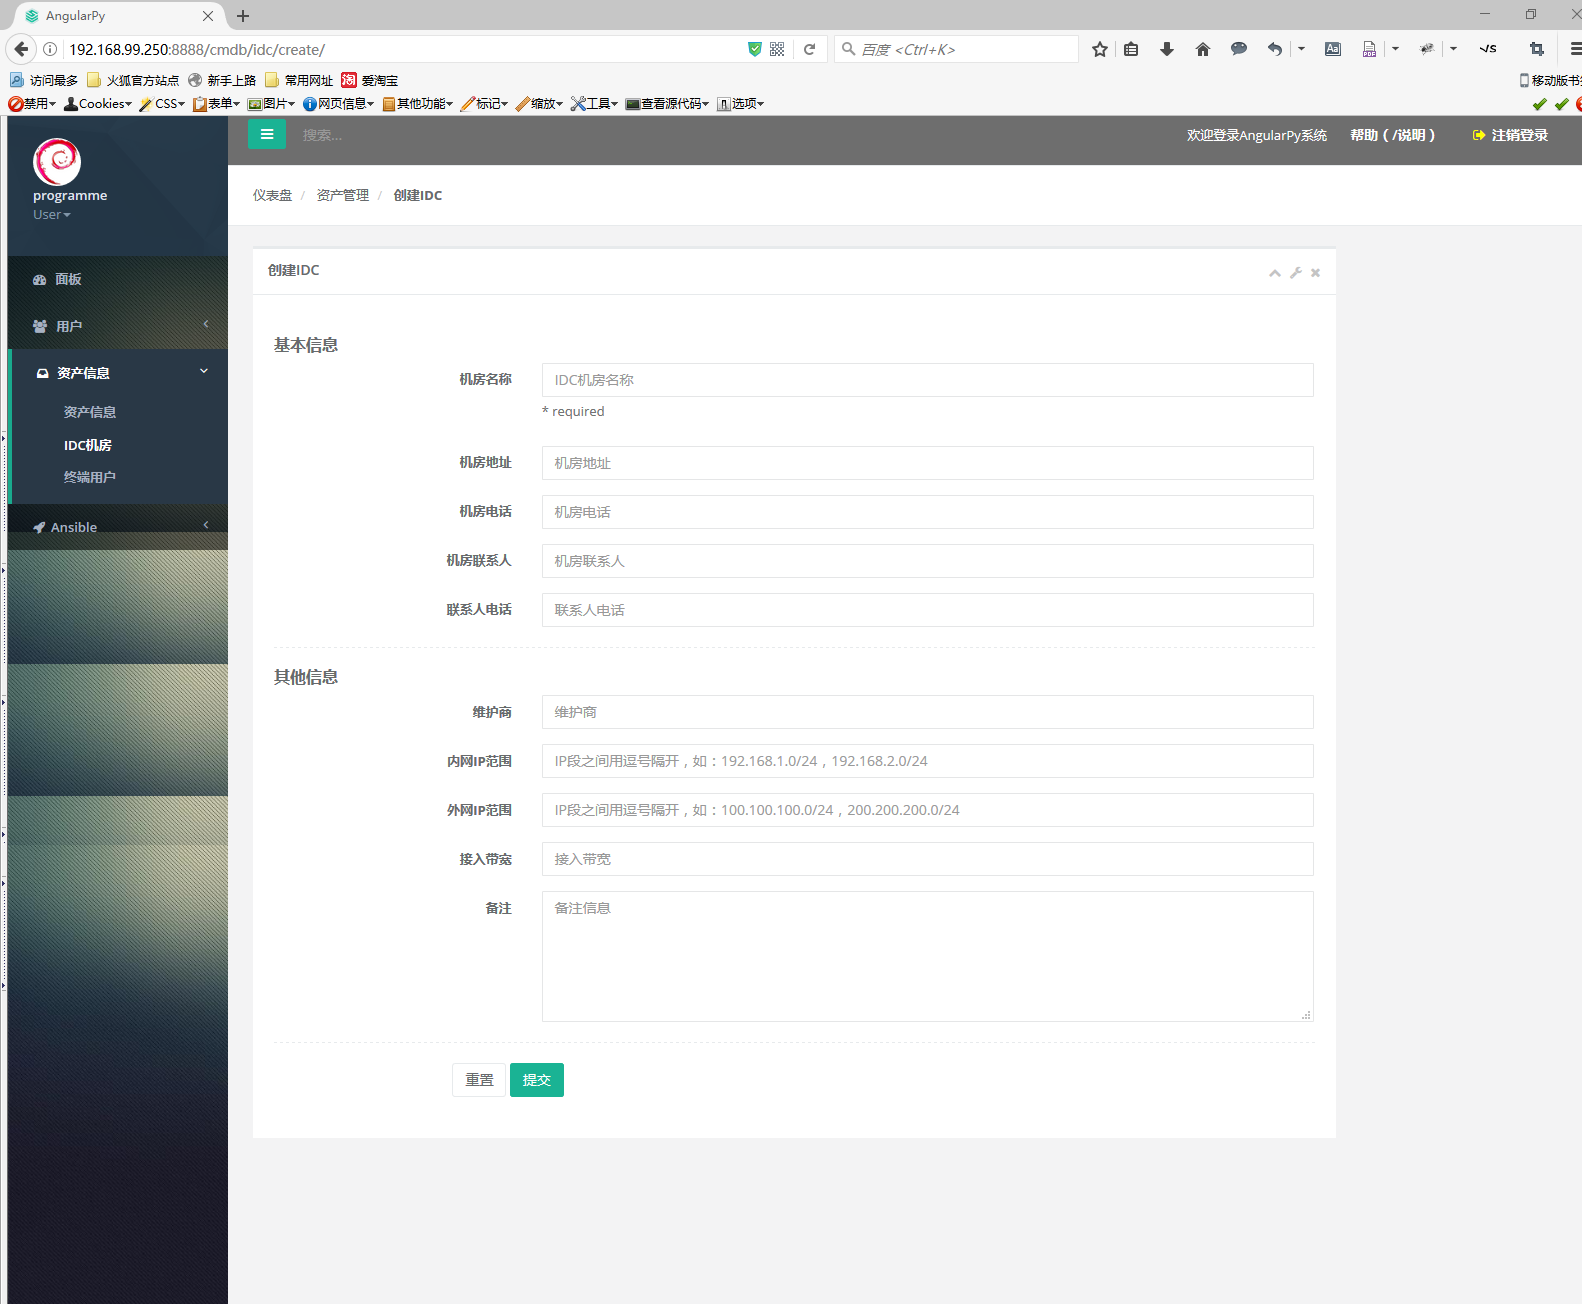 AngularPy
192.168.99.250:8888/cmdb/idc/create/
百度 <Ctrl+K>
访问最多 火狐官方站点 新手上路 常用网址 淘 爱淘宝
禁用 Cookies CSS 表单 图片 网页信息 其他功能 标记 缩放 工具 查看源代码 选项
搜索... 欢迎登录AngularPy系统 帮助（/说明） 注销登录
programme
User
面板
用户
资产信息
资产信息
IDC机房
终端用户
Ansible
仪表盘 / 资产管理 / 创建IDC
创建IDC
基本信息
机房名称 IDC机房名称
* required
机房地址 机房地址
机房电话 机房电话
机房联系人 机房联系人
联系人电话 联系人电话
其他信息
维护商 维护商
内网IP范围 IP段之间用逗号隔开，如：192.168.1.0/24，192.168.2.0/24
外网IP范围 IP段之间用逗号隔开，如：100.100.100.0/24，200.200.200.0/24
接入带宽 接入带宽
备注 备注信息
重置 提交